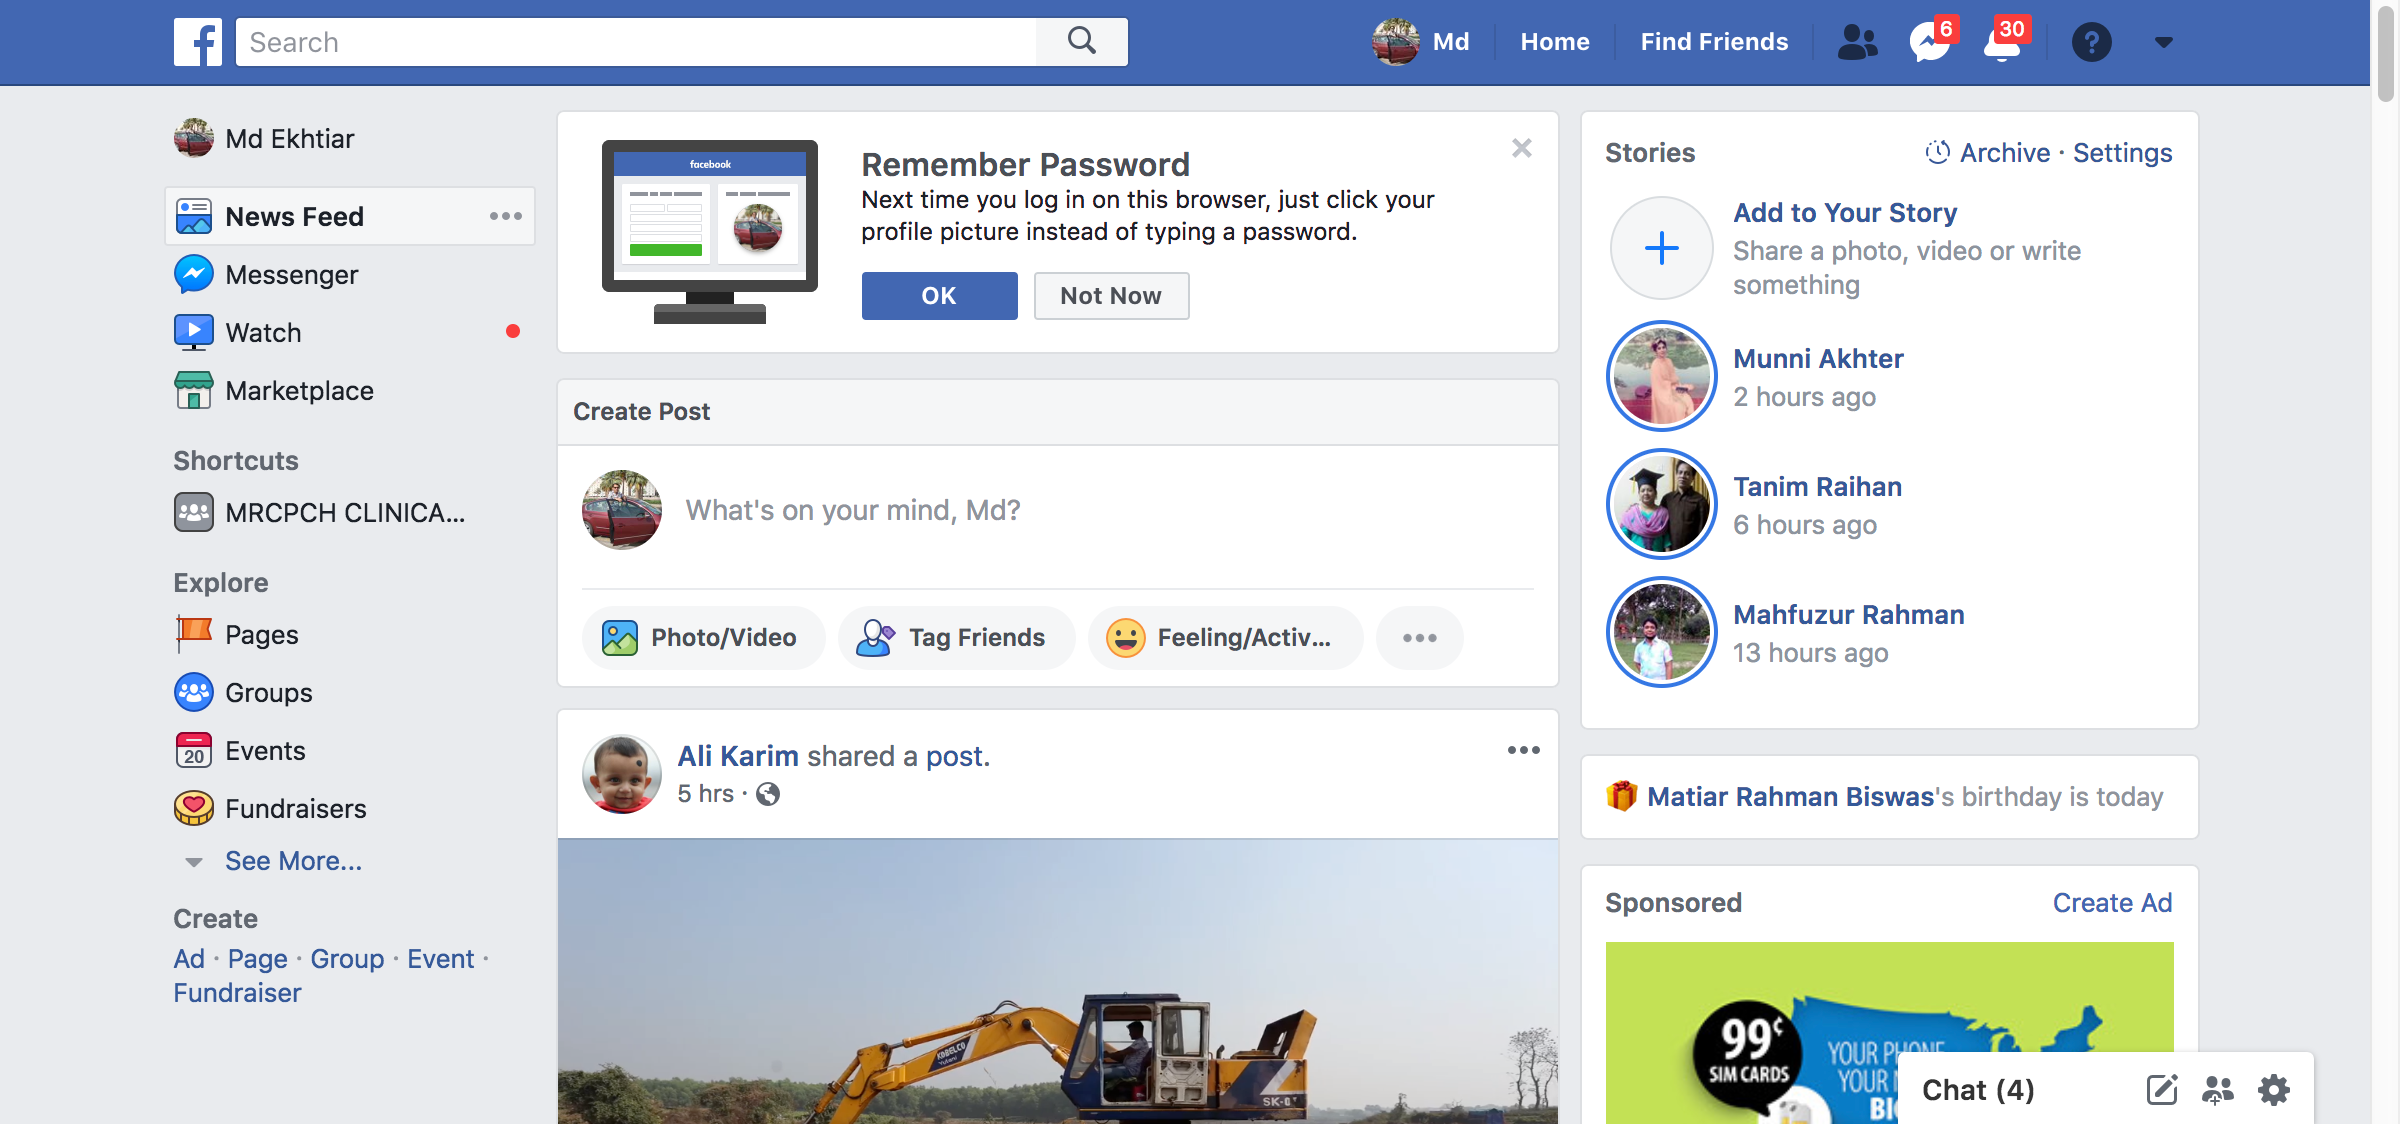 Search
Md
Home
Find Friends
6
30
Md Ekhtiar
News Feed
Messenger
Watch
Marketplace
Shortcuts
MRCPCH CLINICA...
Explore
Pages
Groups
20
Events
Fundraisers
See More...
Create
Ad · Page · Group · Event ·
Fundraiser
facebook
Remember Password
Next time you log in on this browser, just click your
profile picture instead of typing a password.
OK
Not Now
Create Post
What's on your mind, Md?
Photo/Video
Tag Friends
Feeling/Activ...
Ali Karim shared a post.
5 hrs ·
KOBELCO
Stories
Archive · Settings
Add to Your Story
Share a photo, video or write
something
Munni Akhter
2 hours ago
Tanim Raihan
6 hours ago
Mahfuzur Rahman
13 hours ago
Matiar Rahman Biswas's birthday is today
Sponsored
Create Ad
99¢
SIM CARDS
YOUR PHONE
YOUR
Chat (4)